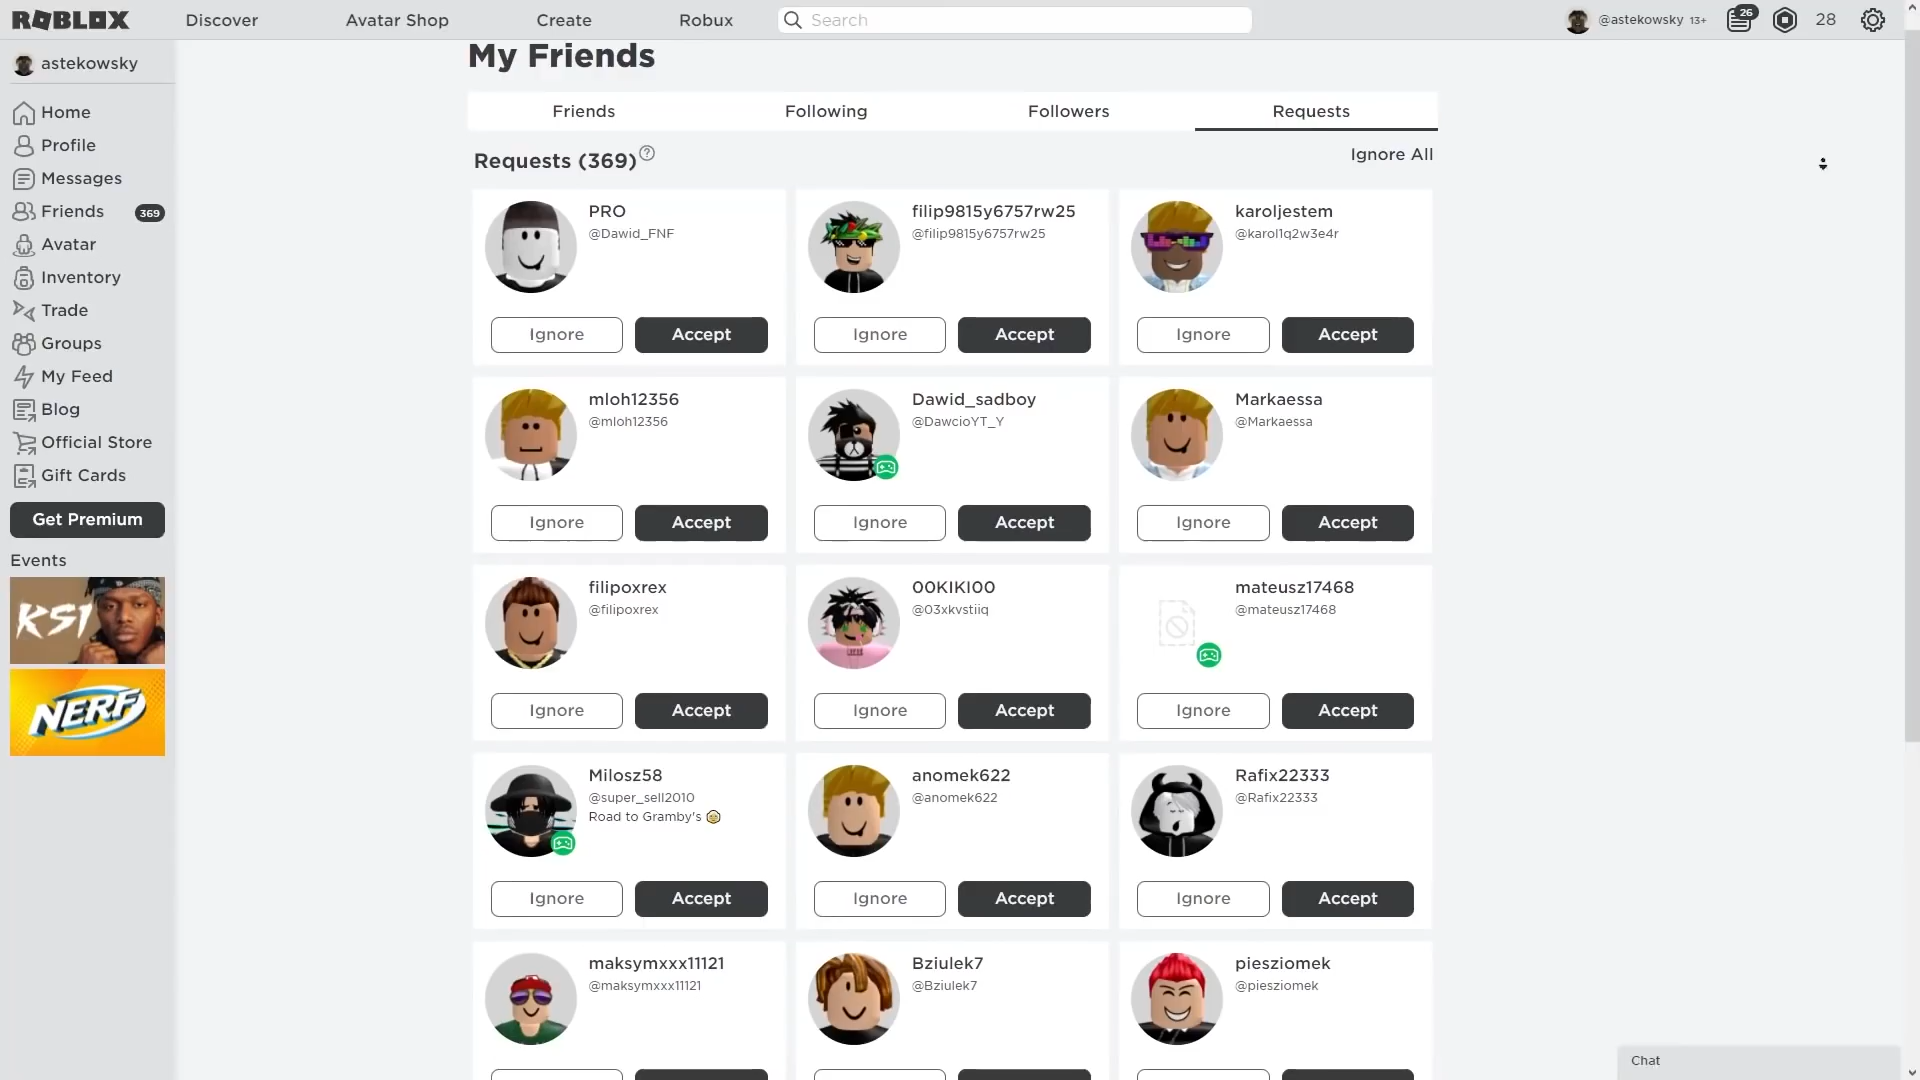 ROBLOX
Discover
Avatar Shop
Create
Robux
Search
@astekowsky 13+
26
28
astekowsky
Home
Profile
Messages
Friends
369
Avatar
Inventory
Trade
Groups
My Feed
Blog
Official Store
Gift Cards
Get Premium
Events
KSI
NERF
My Friends
Friends
Following
Followers
Requests
Requests (369)
?
Ignore All
PRO
@Dawid_FNF
Ignore
Accept
filip9815y6757rw25
@filip9815y6757rw25
Ignore
Accept
karoljestem
@karol1q2w3e4r
Ignore
Accept
mloh12356
@mloh12356
Ignore
Accept
Dawid_sadboy
@DawcioYT_Y
Ignore
Accept
Markaessa
@Markaessa
Ignore
Accept
filipoxrex
@filipoxrex
Ignore
Accept
00KIKI00
@03xkvstiiq
Ignore
Accept
mateusz17468
@mateusz17468
Ignore
Accept
Milosz58
@super_sell2010
Road to Gramby's
Ignore
Accept
anomek622
@anomek622
Ignore
Accept
Rafix22333
@Rafix22333
Ignore
Accept
maksymxxx11121
@maksymxxx11121
Bziulek7
@Bziulek7
piesziomek
@piesziomek
Chat